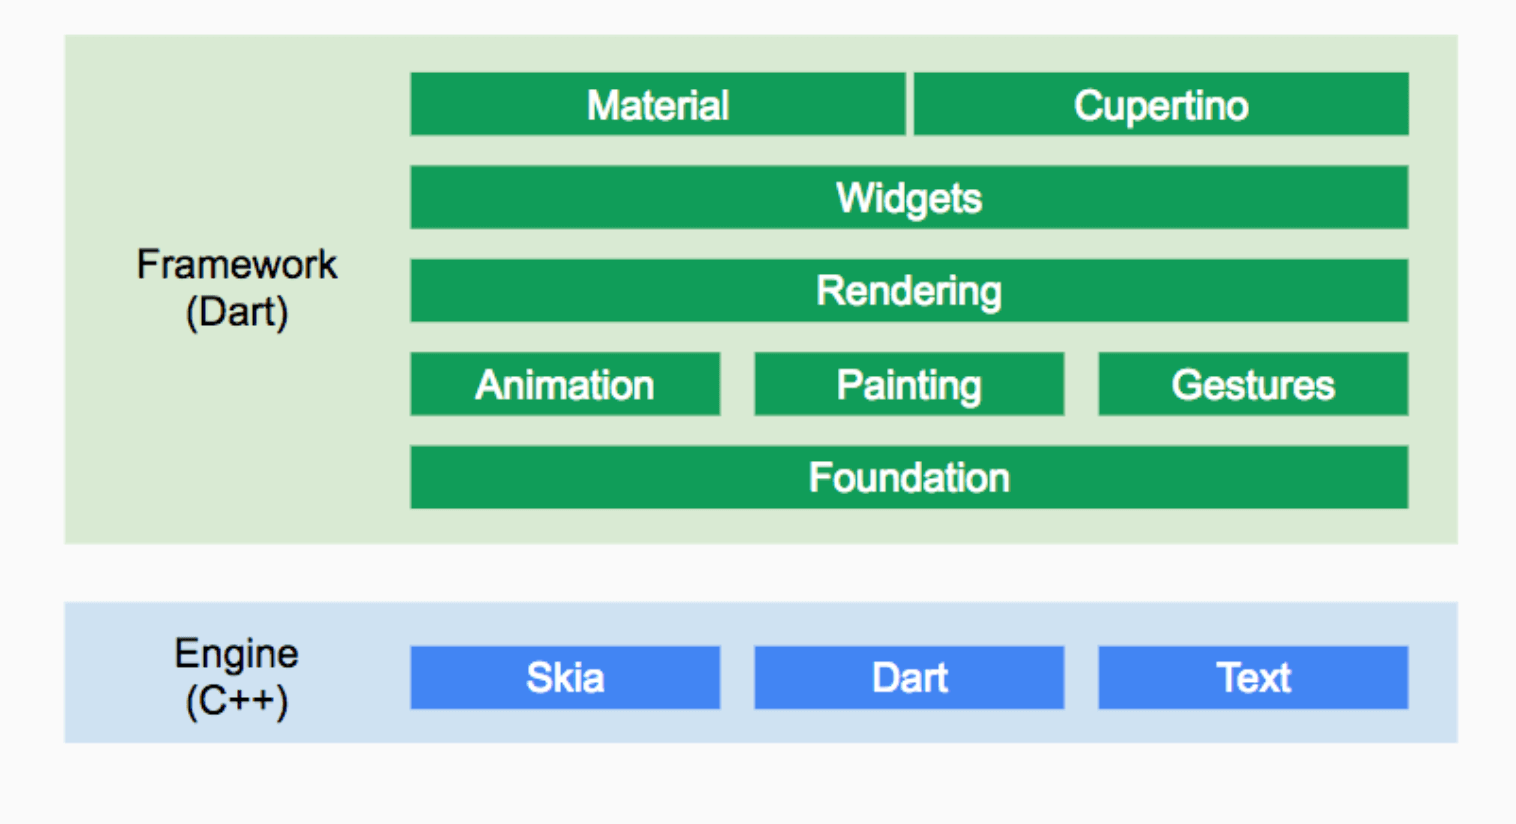 Material Cupertino
Widgets
Framework
(Dart)
Rendering
Animation Painting Gestures
Foundation
Engine
(C++)
Skia Dart Text